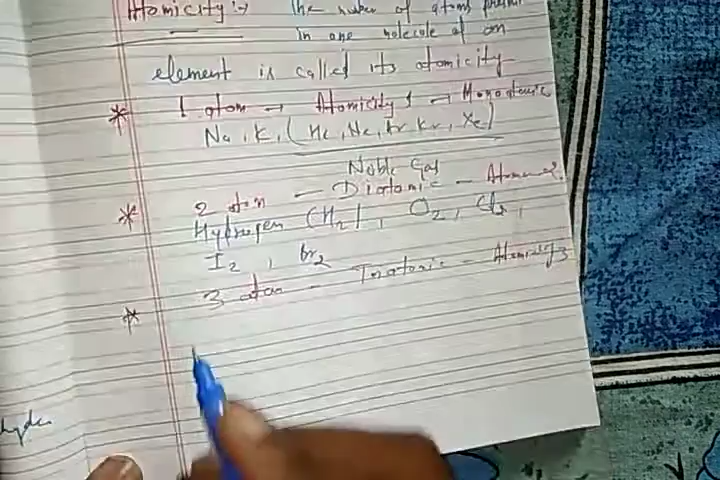 Atomicity :→ the number of atoms present
in one molecule of an
element is called its atomicity
* 1 atom → Atomicity 1 → Monoatomic
Na, K, (He, Ne, Ar Kr, Xe)
Noble Gas
* 2 atom — Diatomic —
Hydrogen (H2), O2, Cl2,
I2, Br2
* 3 atom — Triatomic — Atomicity 3